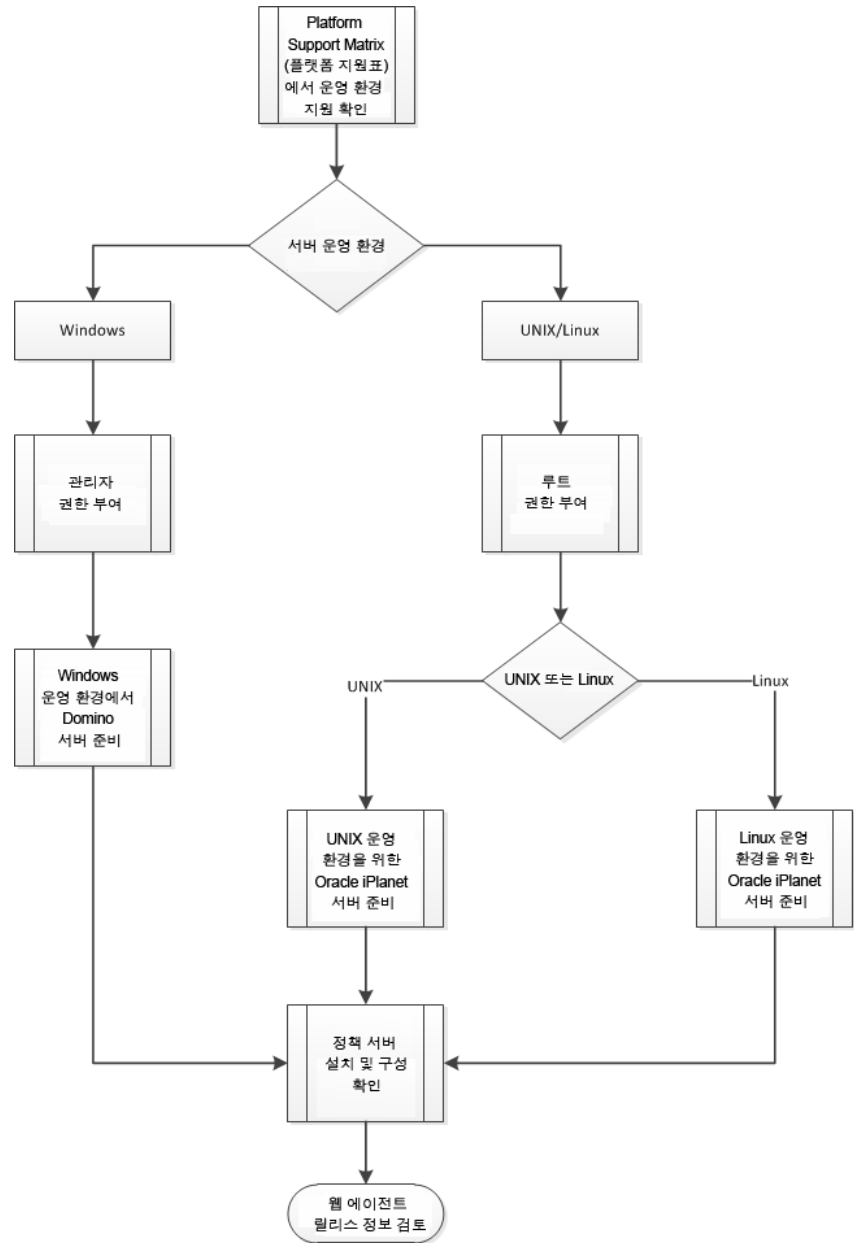 Platform
Support Matrix
(플랫폼 지원표)
에서 운영 환경
지원 확인
서버 운영 환경
Windows
UNIX/Linux
관리자
권한 부여
루트
권한 부여
Windows
운영 환경에서
Domino
서버 준비
UNIX
UNIX 또는 Linux
Linux
UNIX 운영
환경을 위한
Oracle iPlanet
서버 준비
Linux 운영
환경을 위한
Oracle iPlanet
서버 준비
정책 서버
설치 및 구성
확인
웹 에이전트
릴리스 정보 검토